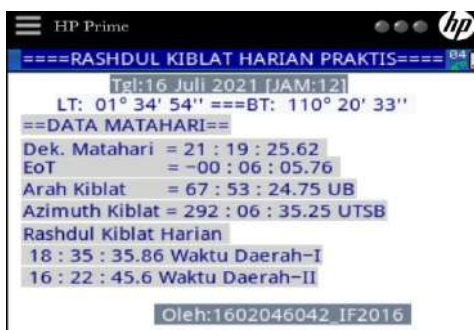 HP Prime
hp
====RASHDUL KIBLAT HARIAN PRAKTIS====
Tgl:16 Juli 2021 [JAM:12]
LT: 01° 34' 54'' ===BT: 110° 20' 33''
==DATA MATAHARI==
Dek. Matahari = 21 : 19 : 25.62
EoT = −00 : 06 : 05.76
Arah Kiblat = 67 : 53 : 24.75 UB
Azimuth Kiblat = 292 : 06 : 35.25 UTSB
Rashdul Kiblat Harian
18 : 35 : 35.86 Waktu Daerah−I
16 : 22 : 45.6 Waktu Daerah−II
Oleh:1602046042_IF2016